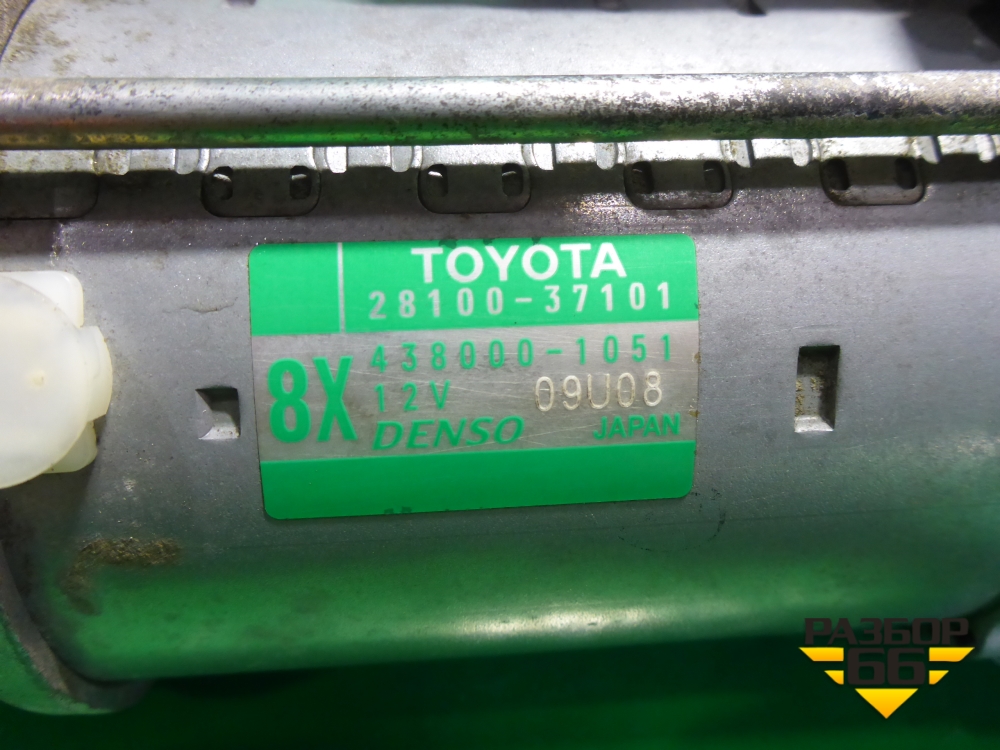 TOYOTA
28100-37101
438000-1051
8X 12V 09U08
DENSO JAPAN
РАЗБОР
66